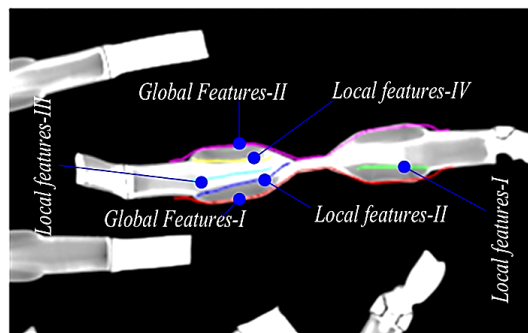 Global Features-II
Local features-IV
Local features-III
Global Features-I
Local features-II
Local features-I